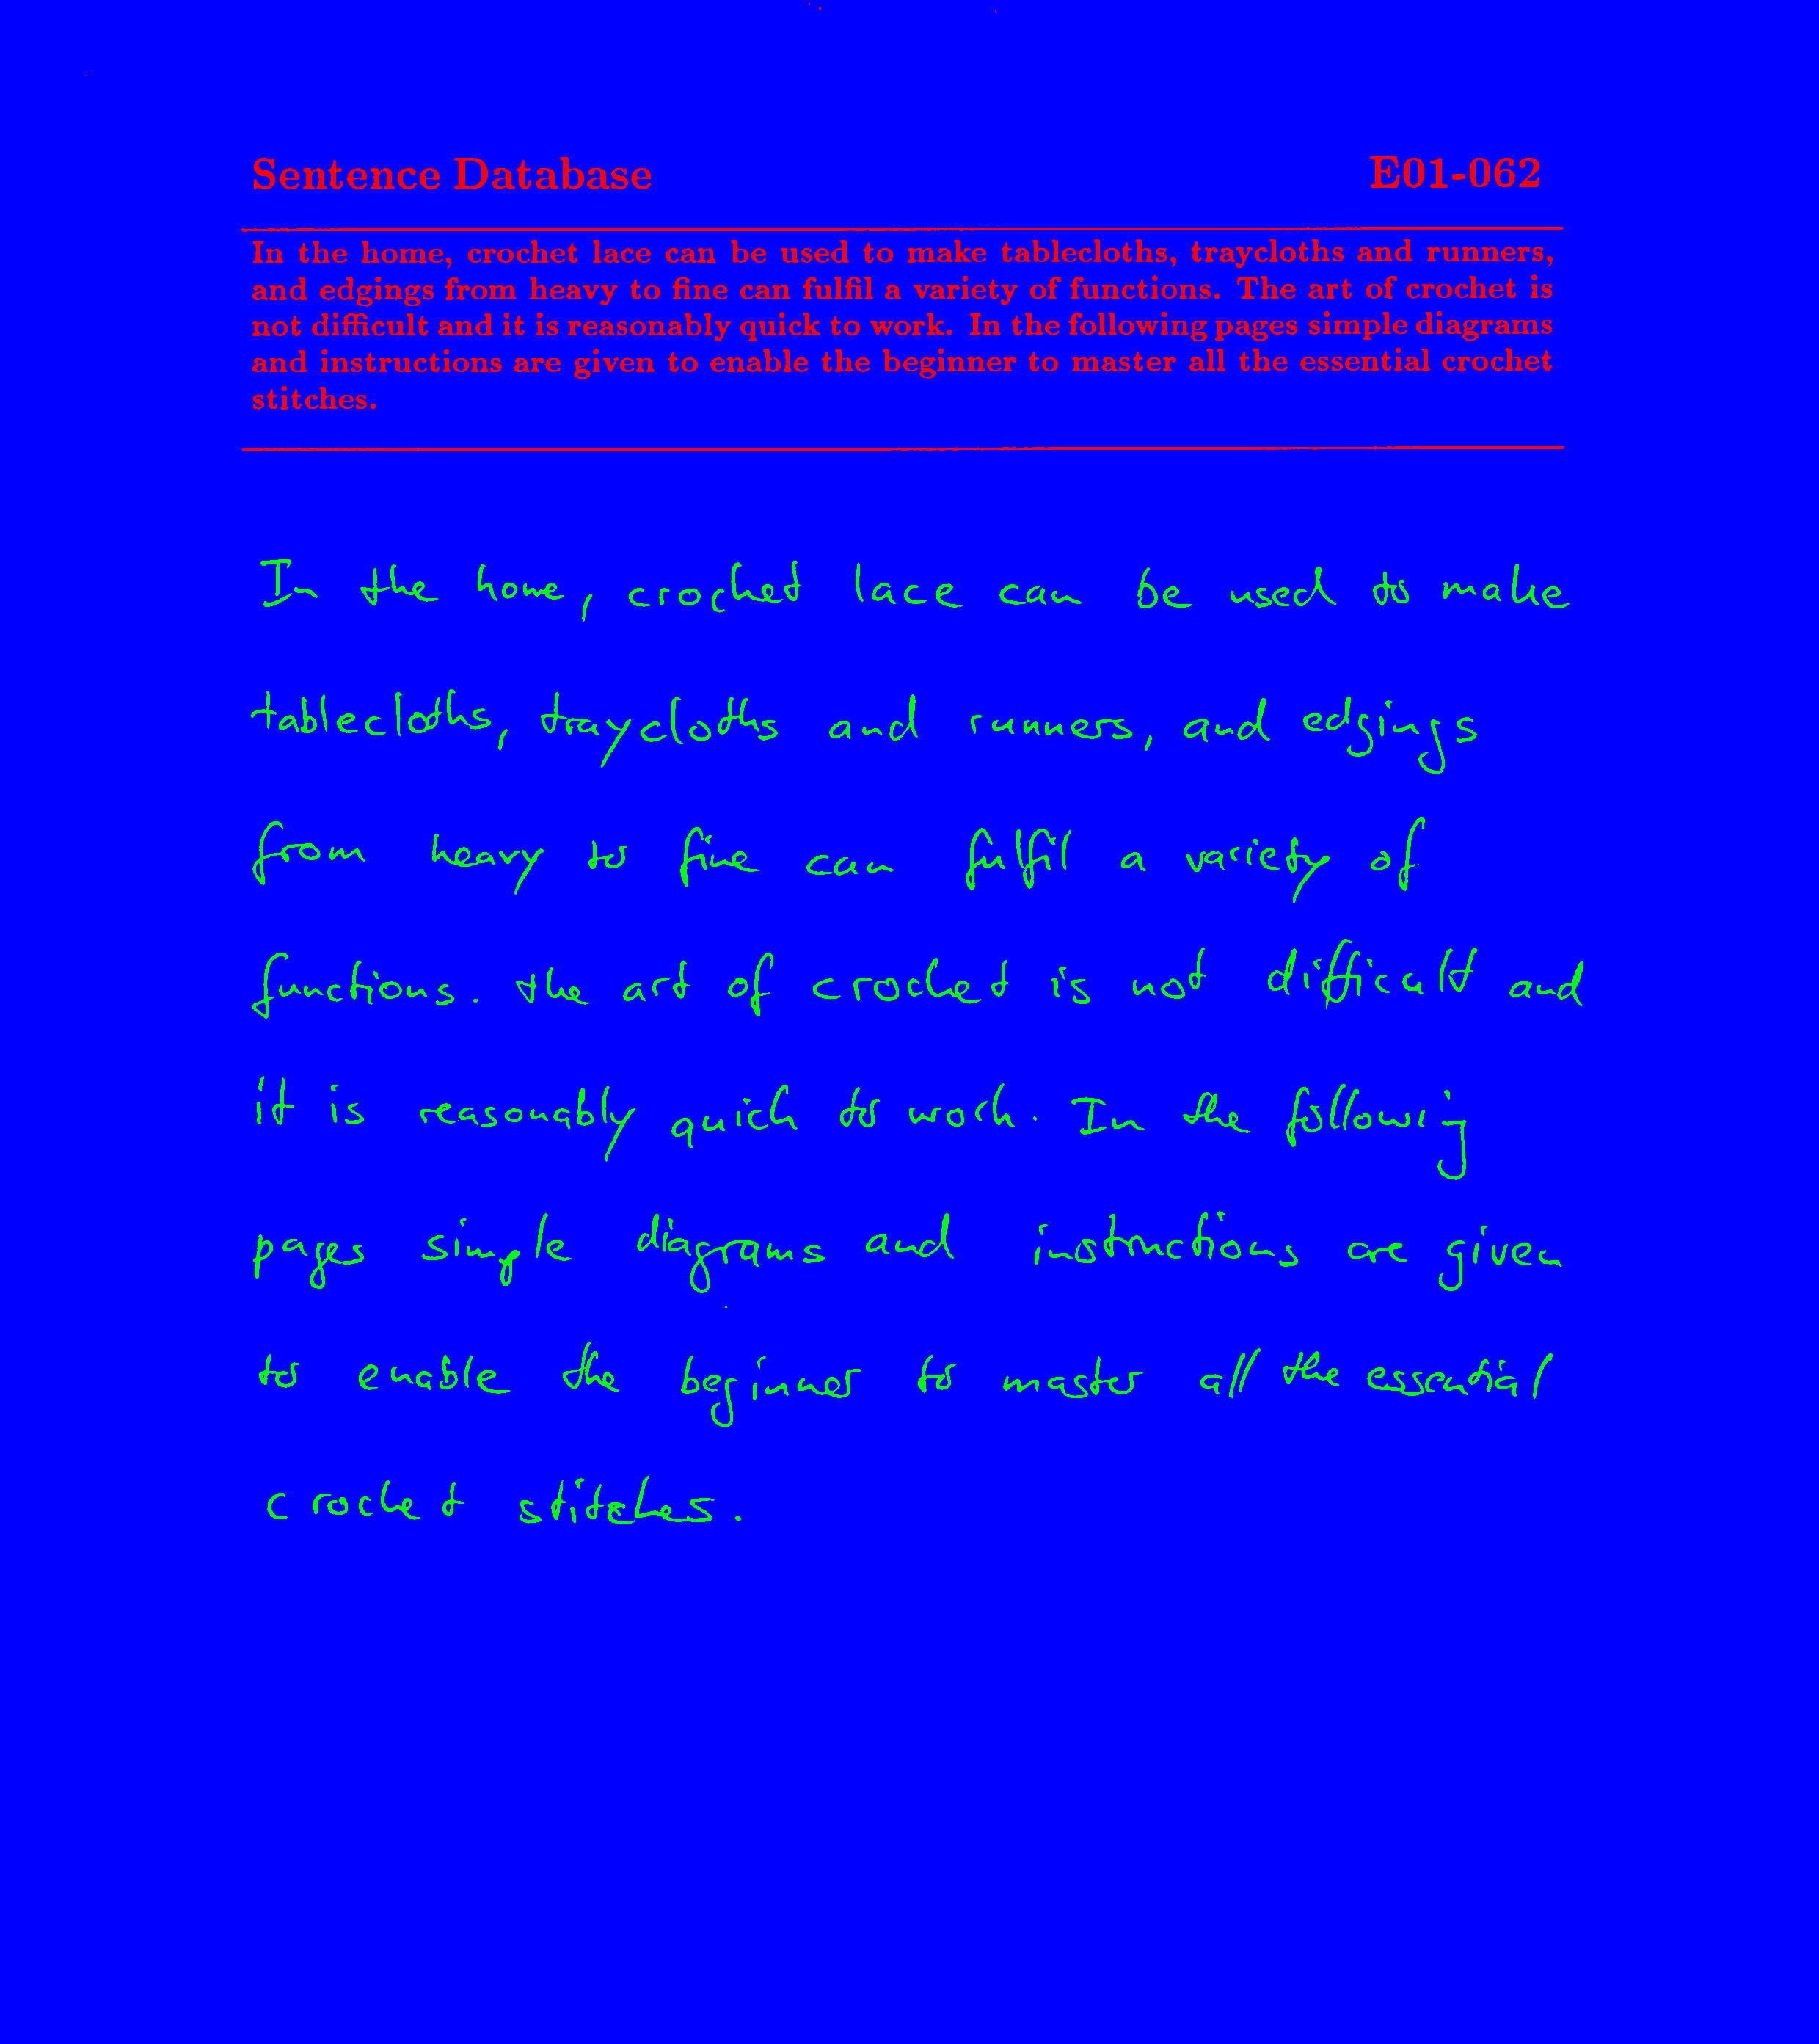 Sentence Database E01-062
In the home, crochet lace can be used to make tablecloths, traycloths and runners,
and edgings from heavy to fine can fulfil a variety of functions. The art of crochet is
not difficult and it is reasonably quick to work. In the following pages simple diagrams
and instructions are given to enable the beginner to master all the essential crochet
stitches.
In the home, crochet lace can be used to make
tablecloths, traycloths and runners, and edgings
from heavy to fine can fulfil a variety of
functions. the art of crochet is not difficult and
it is reasonably quick to work. In the following
pages simple diagrams and instructions are given
to enable the beginner to master all the essential
crochet stitches.